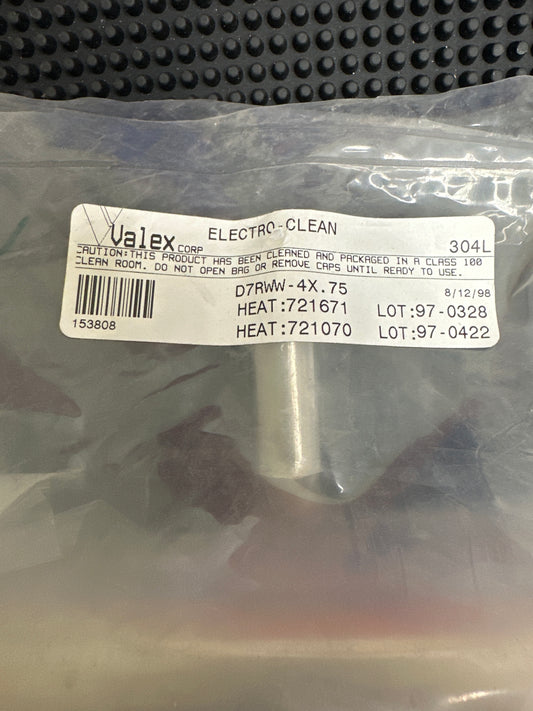 Valex CORP ELECTRO-CLEAN 304L
CAUTION:THIS PRODUCT HAS BEEN CLEANED AND PACKAGED IN A CLASS 100
CLEAN ROOM. DO NOT OPEN BAG OR REMOVE CAPS UNTIL READY TO USE.
D7RWW-4X.75 8/12/98
HEAT:721671 LOT:97-0328
153808 HEAT:721070 LOT:97-0422